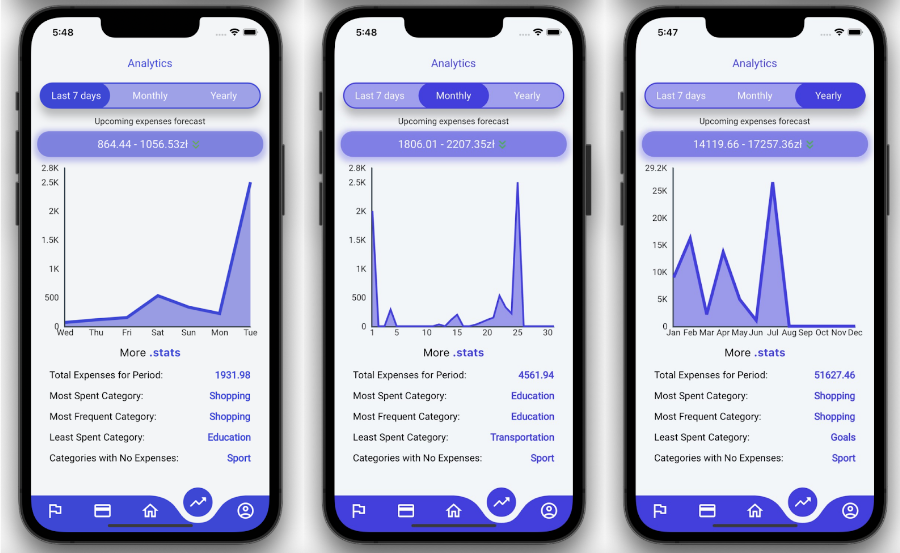 5:48
Analytics
Last 7 days Monthly Yearly
Upcoming expenses forecast
864.44 - 1056.53zł
2.8K
2.5K
2K
1.5K
1K
500
0
Wed Thu Fri Sat Sun Mon Tue
More .stats
Total Expenses for Period: 1931.98
Most Spent Category: Shopping
Most Frequent Category: Shopping
Least Spent Category: Education
Categories with No Expenses: Sport
5:48
Analytics
Last 7 days Monthly Yearly
Upcoming expenses forecast
1806.01 - 2207.35zł
2.8K
2.5K
2K
1.5K
1K
500
0
1 5 10 15 20 25 30
More .stats
Total Expenses for Period: 4561.94
Most Spent Category: Education
Most Frequent Category: Education
Least Spent Category: Transportation
Categories with No Expenses: Sport
5:47
Analytics
Last 7 days Monthly Yearly
Upcoming expenses forecast
14119.66 - 17257.36zł
29.2K
25K
20K
15K
10K
5K
0
Jan Feb Mar Apr May Jun Jul Aug Sep Oct Nov Dec
More .stats
Total Expenses for Period: 51627.46
Most Spent Category: Shopping
Most Frequent Category: Shopping
Least Spent Category: Goals
Categories with No Expenses: Sport